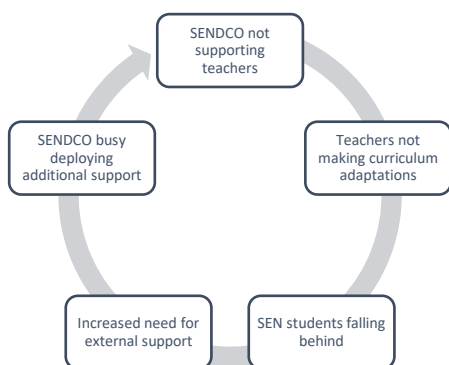 SENDCO not
supporting
teachers
Teachers not
making curriculum
adaptations
SEN students falling
behind
Increased need for
external support
SENDCO busy
deploying
additional support